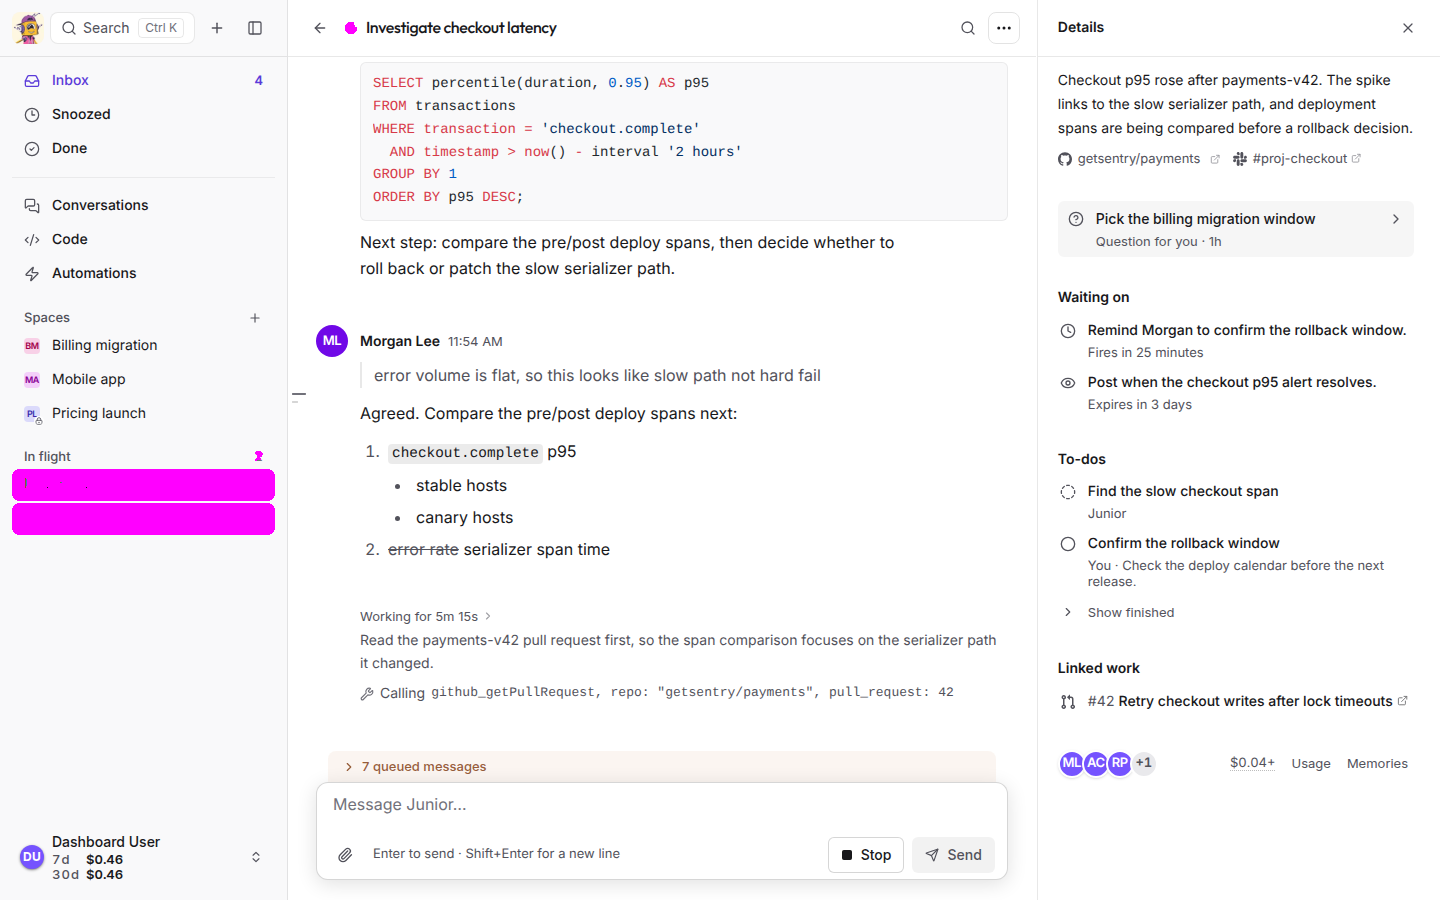 Search Ctrl K
Inbox 4
Snoozed
Done
Conversations
Code
Automations
Spaces
BM Billing migration
MA Mobile app
PL Pricing launch
In flight
DU Dashboard User
7d $0.46
30d $0.46
Investigate checkout latency
SELECT percentile(duration, 0.95) AS p95
FROM transactions
WHERE transaction = 'checkout.complete'
AND timestamp > now() - interval '2 hours'
GROUP BY 1
ORDER BY p95 DESC;
Next step: compare the pre/post deploy spans, then decide whether to
roll back or patch the slow serializer path.
ML Morgan Lee 11:54 AM
error volume is flat, so this looks like slow path not hard fail
Agreed. Compare the pre/post deploy spans next:
1. checkout.complete p95
• stable hosts
• canary hosts
2. error rate serializer span time
Working for 5m 15s
Read the payments-v42 pull request first, so the span comparison focuses on the serializer path
it changed.
Calling github_getPullRequest, repo: "getsentry/payments", pull_request: 42
7 queued messages
Message Junior...
Enter to send · Shift+Enter for a new line
Stop
Send
Details
Checkout p95 rose after payments-v42. The spike
links to the slow serializer path, and deployment
spans are being compared before a rollback decision.
getsentry/payments #proj-checkout
Pick the billing migration window
Question for you · 1h
Waiting on
Remind Morgan to confirm the rollback window.
Fires in 25 minutes
Post when the checkout p95 alert resolves.
Expires in 3 days
To-dos
Find the slow checkout span
Junior
Confirm the rollback window
You · Check the deploy calendar before the next
release.
Show finished
Linked work
#42 Retry checkout writes after lock timeouts
ML AC RP +1 $0.04+ Usage Memories